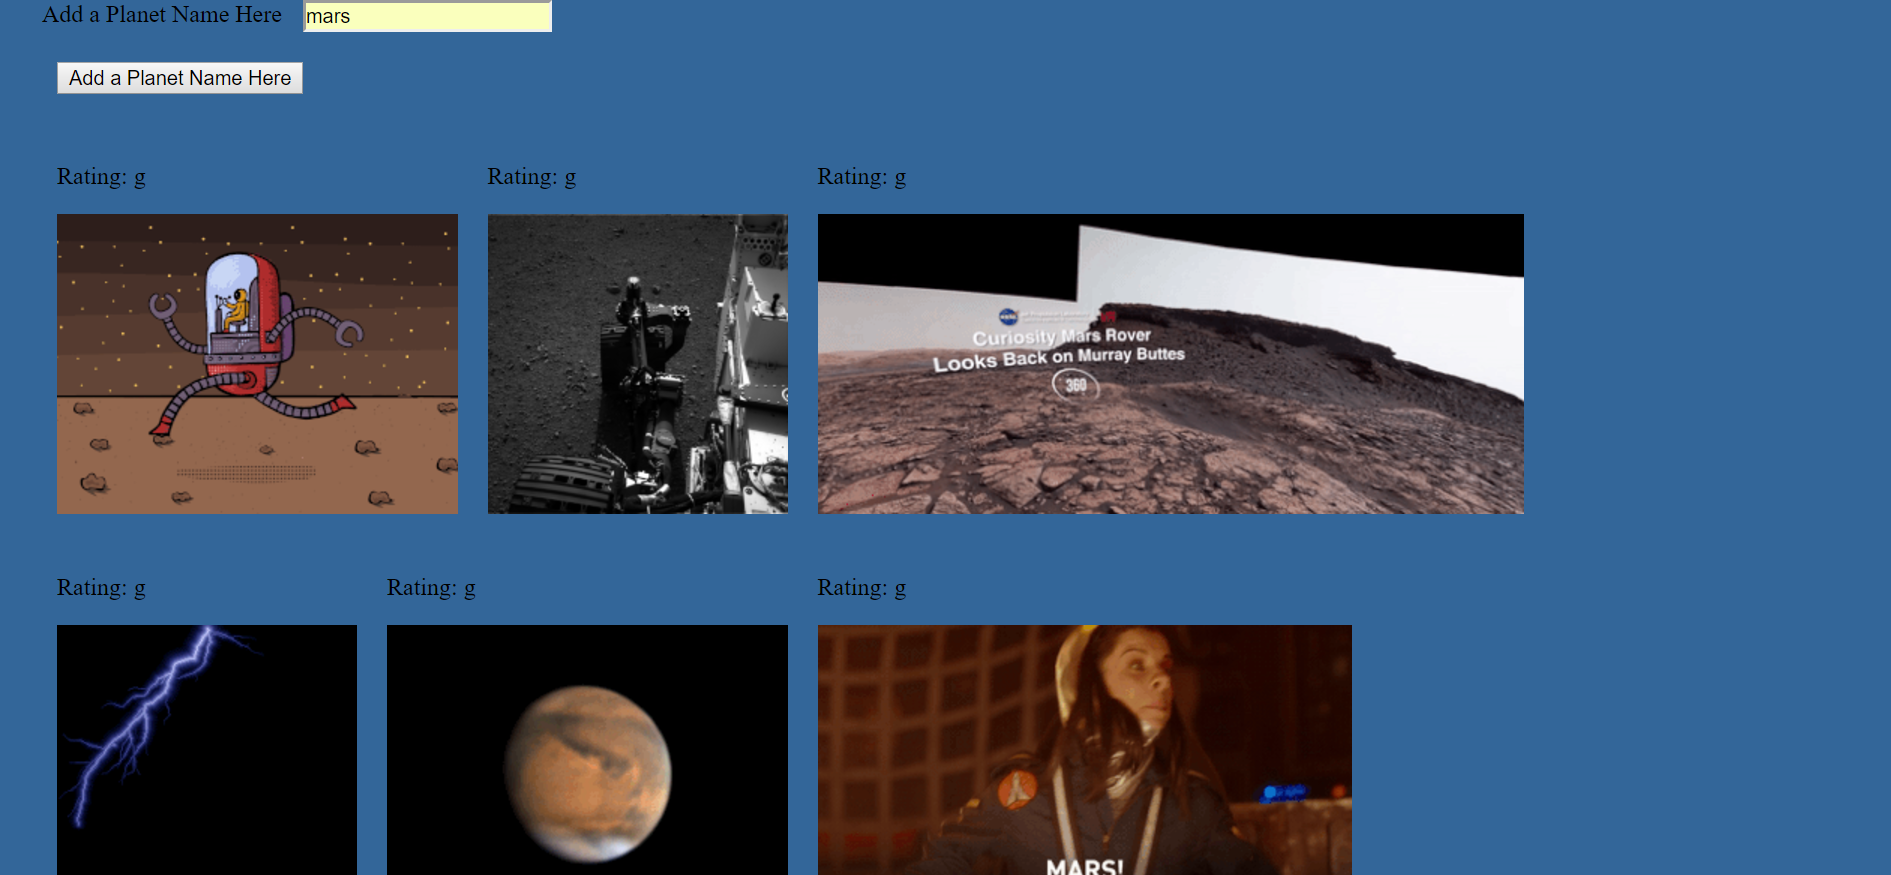 Add a Planet Name Here mars
Add a Planet Name Here
Rating: g
Rating: g
Rating: g
Curiosity Mars Rover
Looks Back on Murray Buttes
360
Rating: g
Rating: g
Rating: g
MARS!